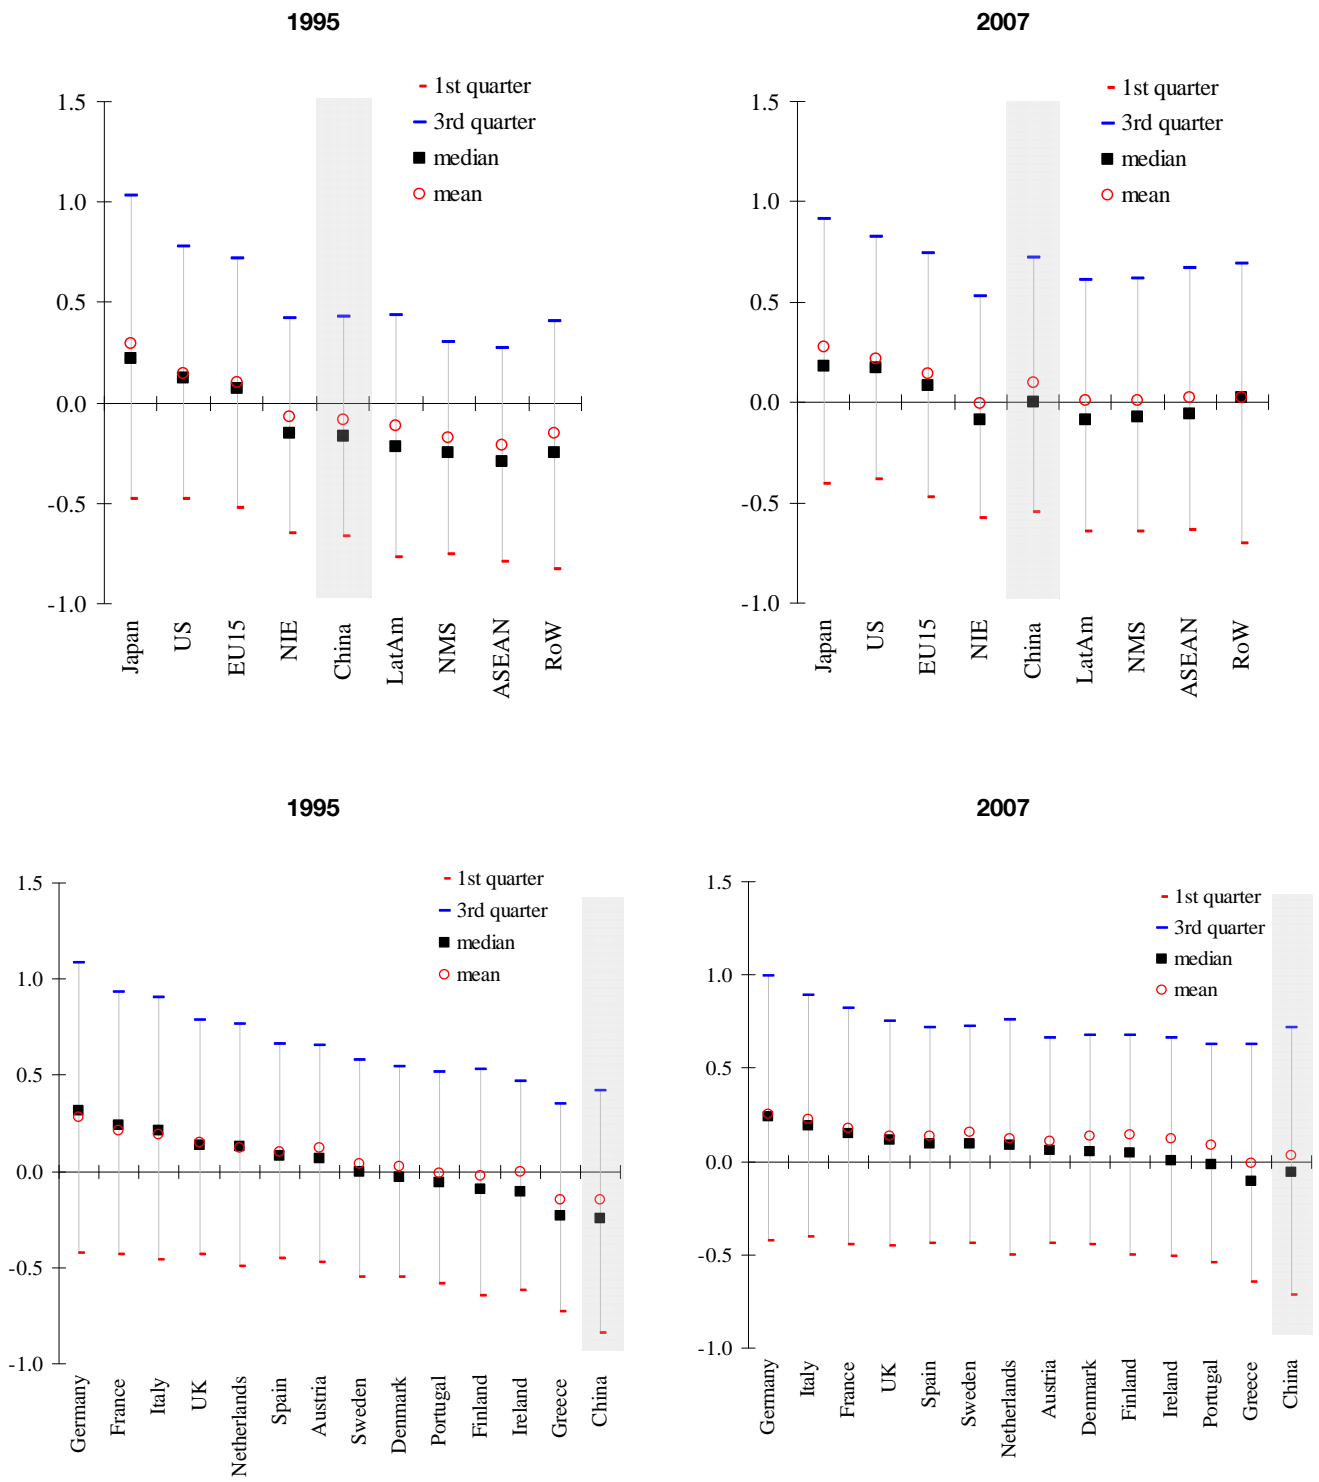 1995
1st quarter
3rd quarter
median
mean
1.5
1.0
0.5
0.0
-0.5
-1.0
Japan
US
EU15
NIE
China
LatAm
NMS
ASEAN
RoW
2007
1st quarter
3rd quarter
median
mean
1.5
1.0
0.5
0.0
-0.5
-1.0
Japan
US
EU15
NIE
China
LatAm
NMS
ASEAN
RoW
1995
1st quarter
3rd quarter
median
mean
1.5
1.0
0.5
0.0
-0.5
-1.0
Germany
France
Italy
UK
Netherlands
Spain
Austria
Sweden
Denmark
Portugal
Finland
Ireland
Greece
China
2007
1st quarter
3rd quarter
median
mean
1.5
1.0
0.5
0.0
-0.5
-1.0
Germany
Italy
France
UK
Spain
Sweden
Netherlands
Austria
Denmark
Finland
Ireland
Portugal
Greece
China